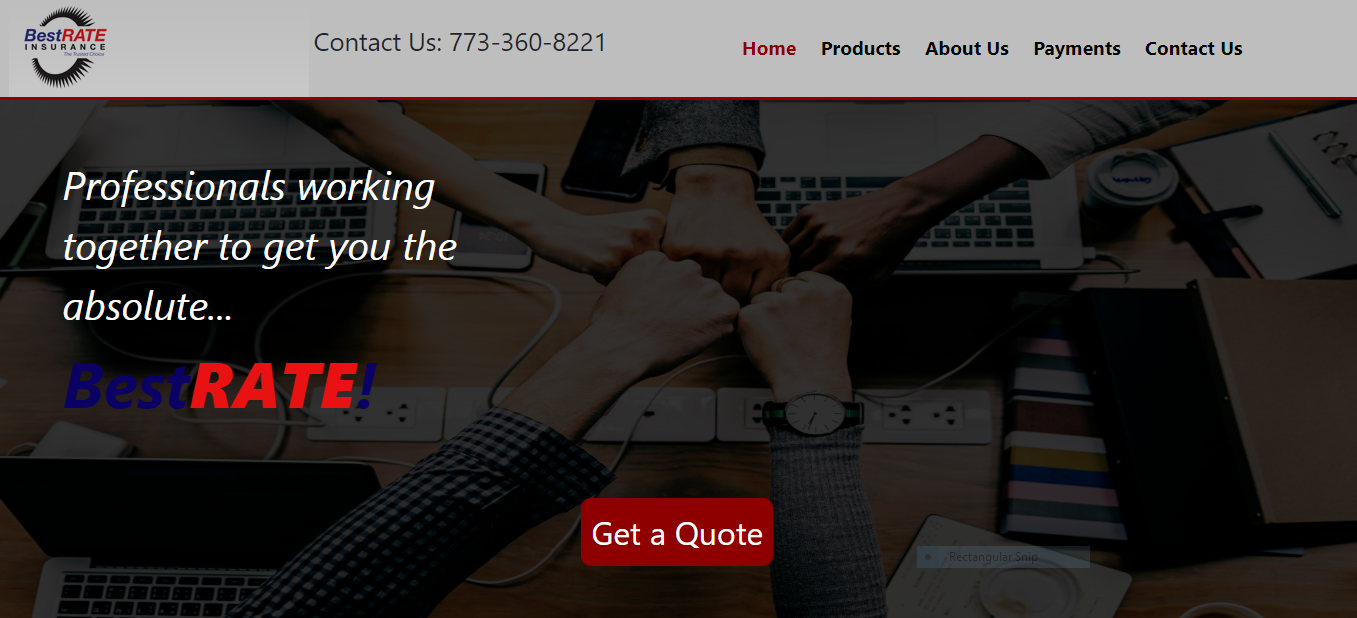 BestRATE
INSURANCE
The Trusted Choice
Contact Us: 773-360-8221
Home Products About Us Payments Contact Us
Professionals working
together to get you the
absolute...
BestRATE!
Get a Quote
Rectangular Snip